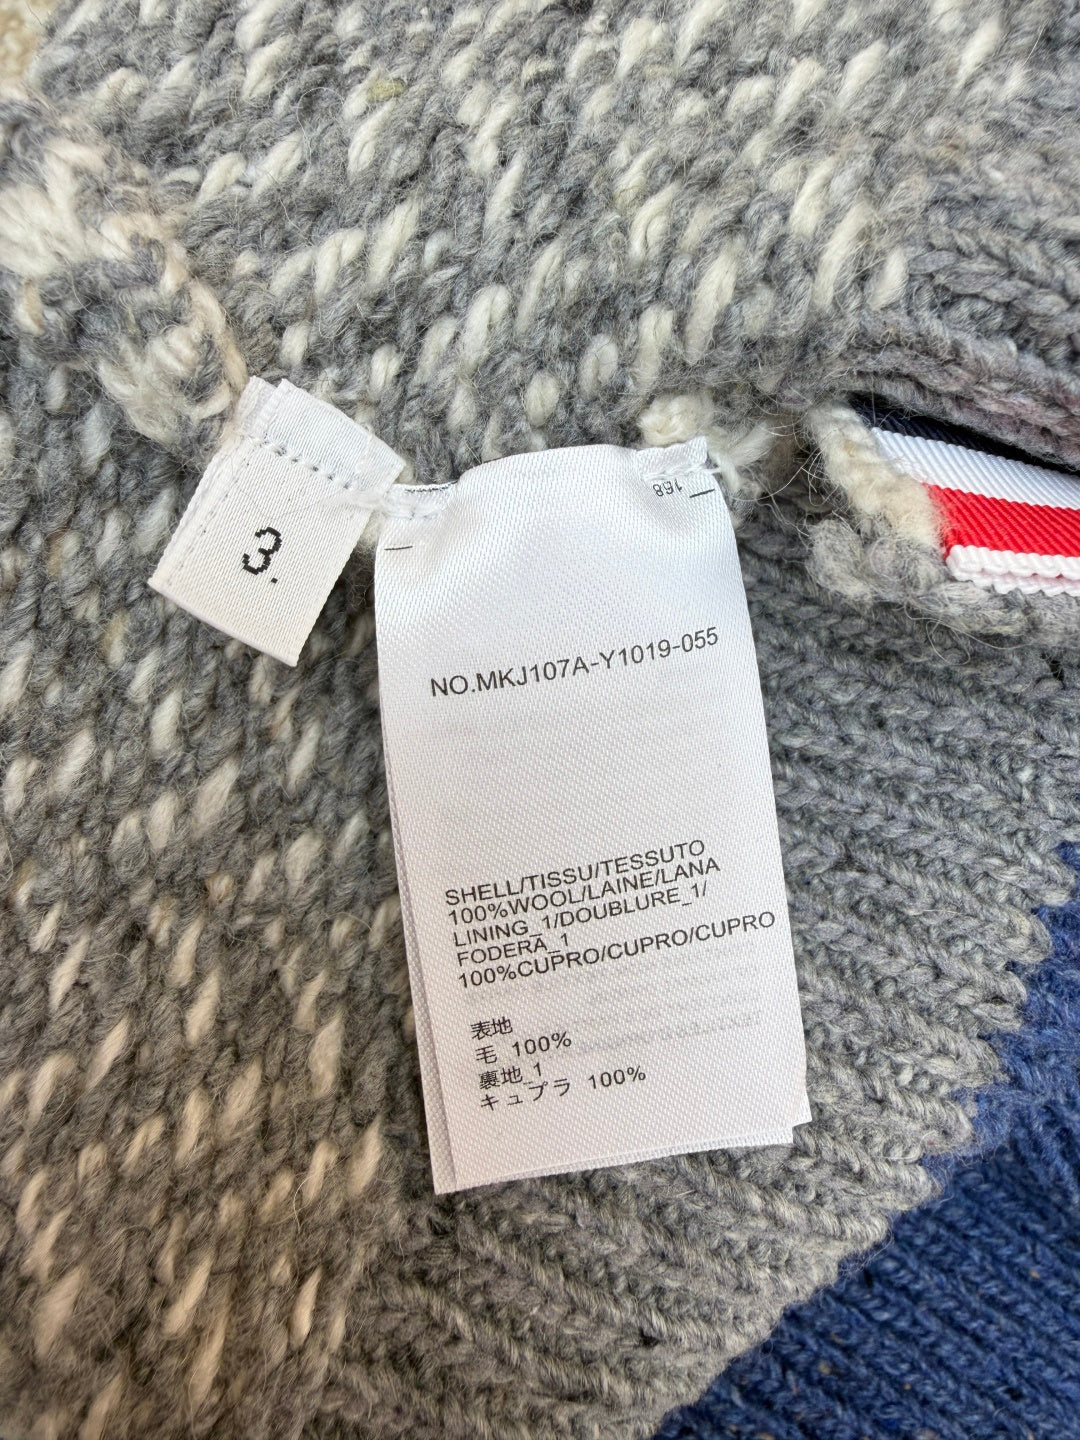 3.
168
NO.MKJ107A-Y1019-055
SHELL/TISSU/TESSUTO
100%WOOL/LAINE/LANA
LINING_1/DOUBLURE_1/
FODERA_1
100%CUPRO/CUPRO/CUPRO
表地
毛 100%
裏地_1
キュプラ 100%